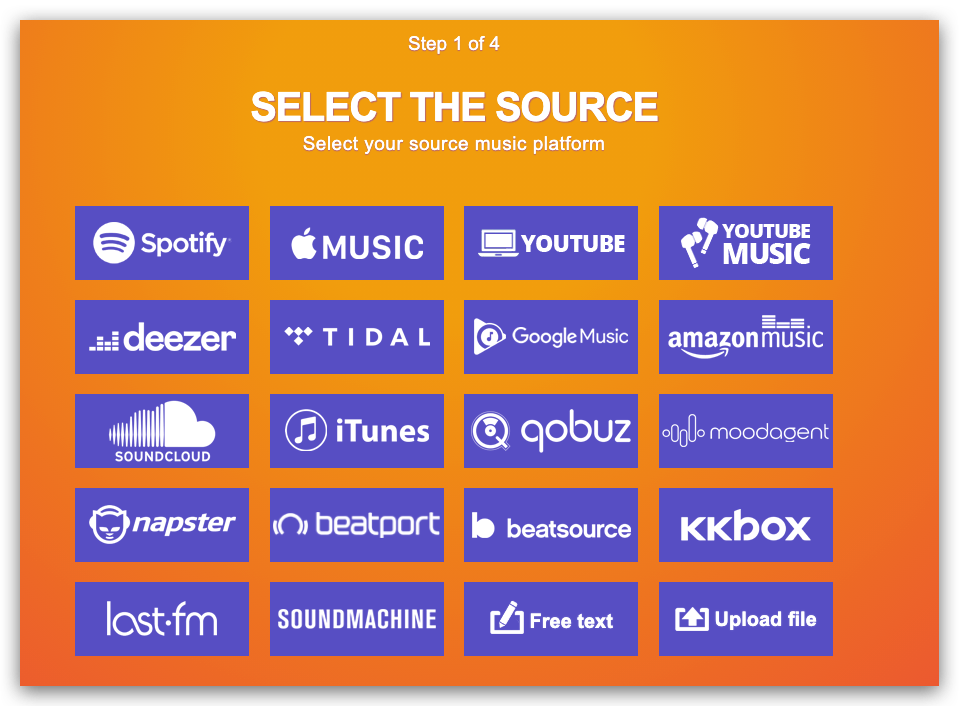 Step 1 of 4
SELECT THE SOURCE
Select your source music platform
Spotify
MUSIC
YOUTUBE
YOUTUBE
MUSIC
deezer
TIDAL
Google Music
amazon music
SOUNDCLOUD
iTunes
qobuz
moodagent
napster
beatport
beatsource
KKBOX
last.fm
SOUNDMACHINE
Free text
Upload file